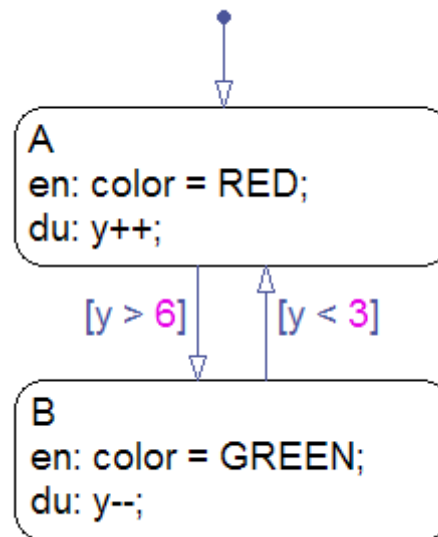 A
en: color = RED;
du: y++;
[y > 6] [y < 3]
B
en: color = GREEN;
du: y--;